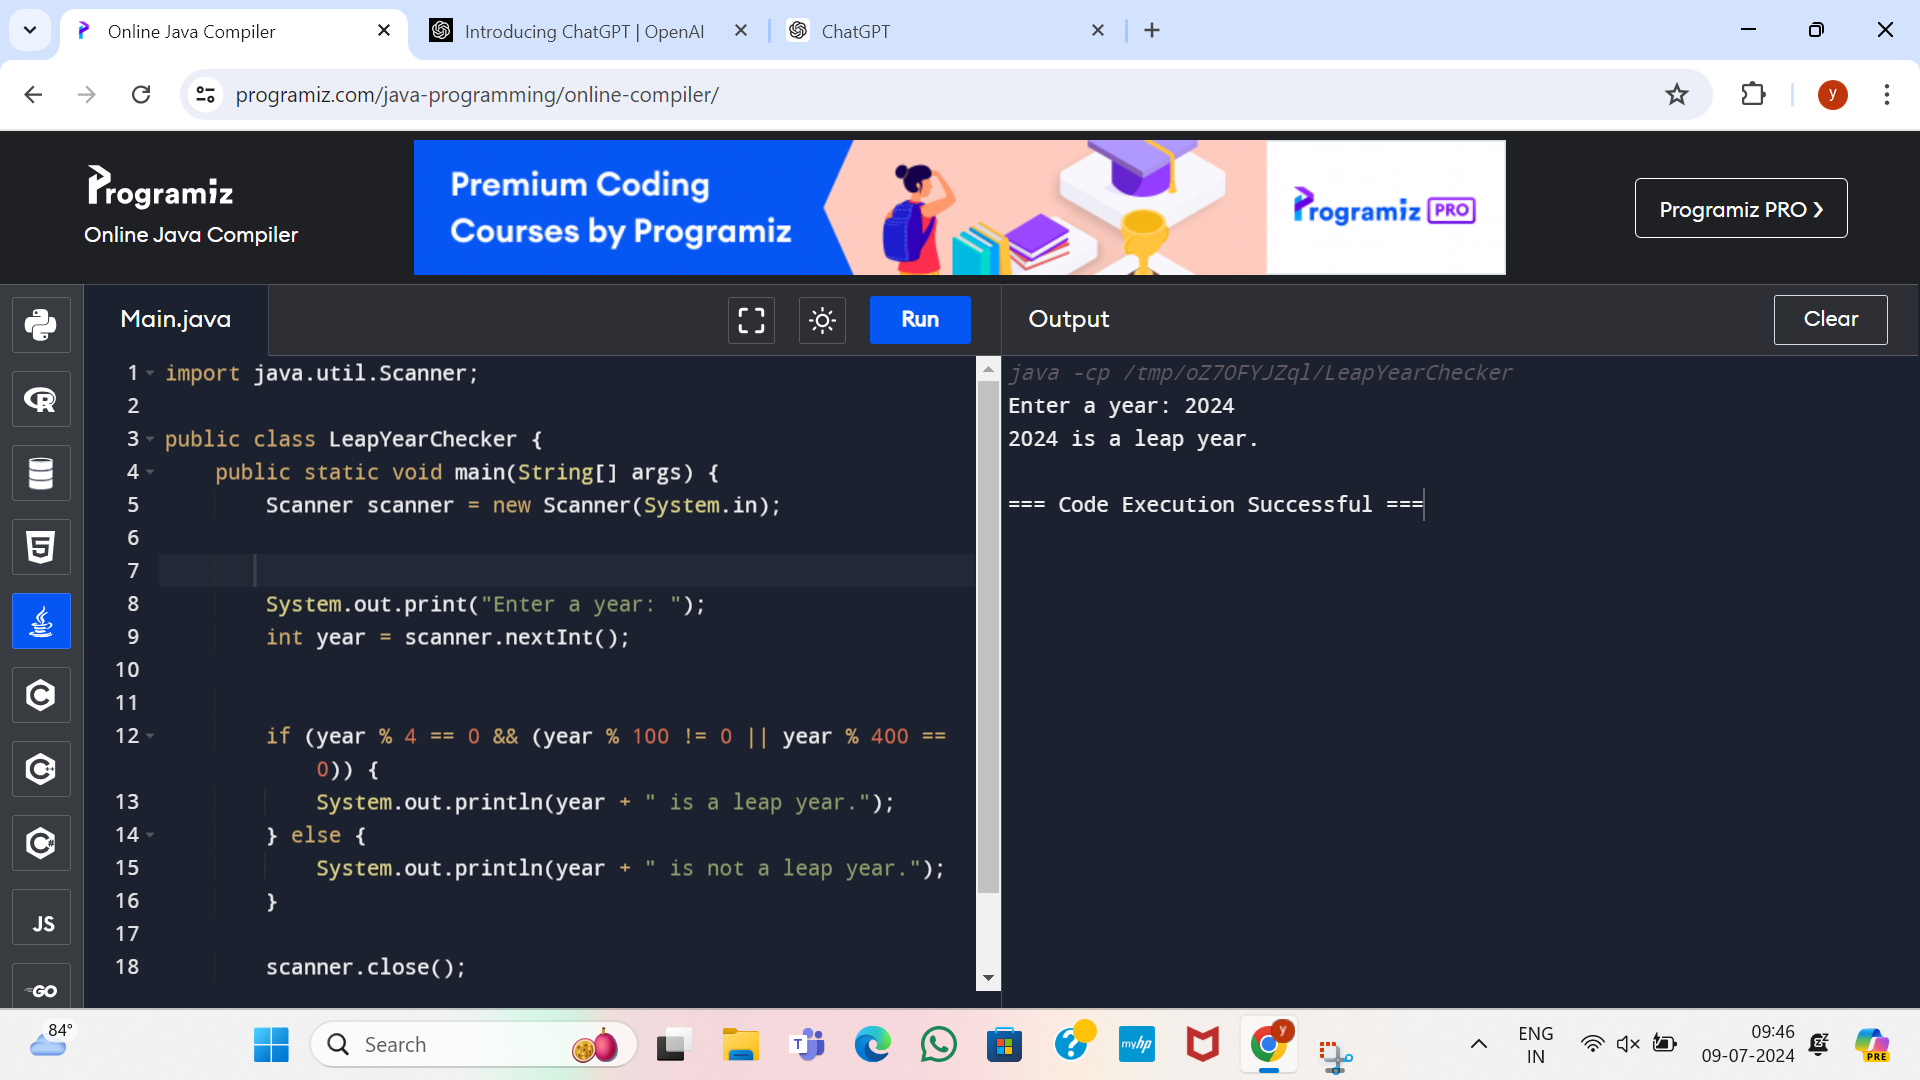 Online Java Compiler
Introducing ChatGPT | OpenAI
ChatGPT
programiz.com/java-programming/online-compiler/
y
Programiz
Online Java Compiler
Premium Coding
Courses by Programiz
Programiz PRO
Programiz PRO ❯
Main.java
Run
Output
Clear
1 import java.util.Scanner;
2
3 public class LeapYearChecker {
4 public static void main(String[] args) {
5 Scanner scanner = new Scanner(System.in);
6
7
8 System.out.print("Enter a year: ");
9 int year = scanner.nextInt();
10
11
12 if (year % 4 == 0 && (year % 100 != 0 || year % 400 ==
0)) {
13 System.out.println(year + " is a leap year.");
14 } else {
15 System.out.println(year + " is not a leap year.");
16 }
17
18 scanner.close();
java -cp /tmp/oZ7OFYJZql/LeapYearChecker
Enter a year: 2024
2024 is a leap year.
=== Code Execution Successful ===
R
5
C
C++
C#
JS
GO
84°
Search
T
?
myhp
y
ENG
IN
09:46
09-07-2024
PRE